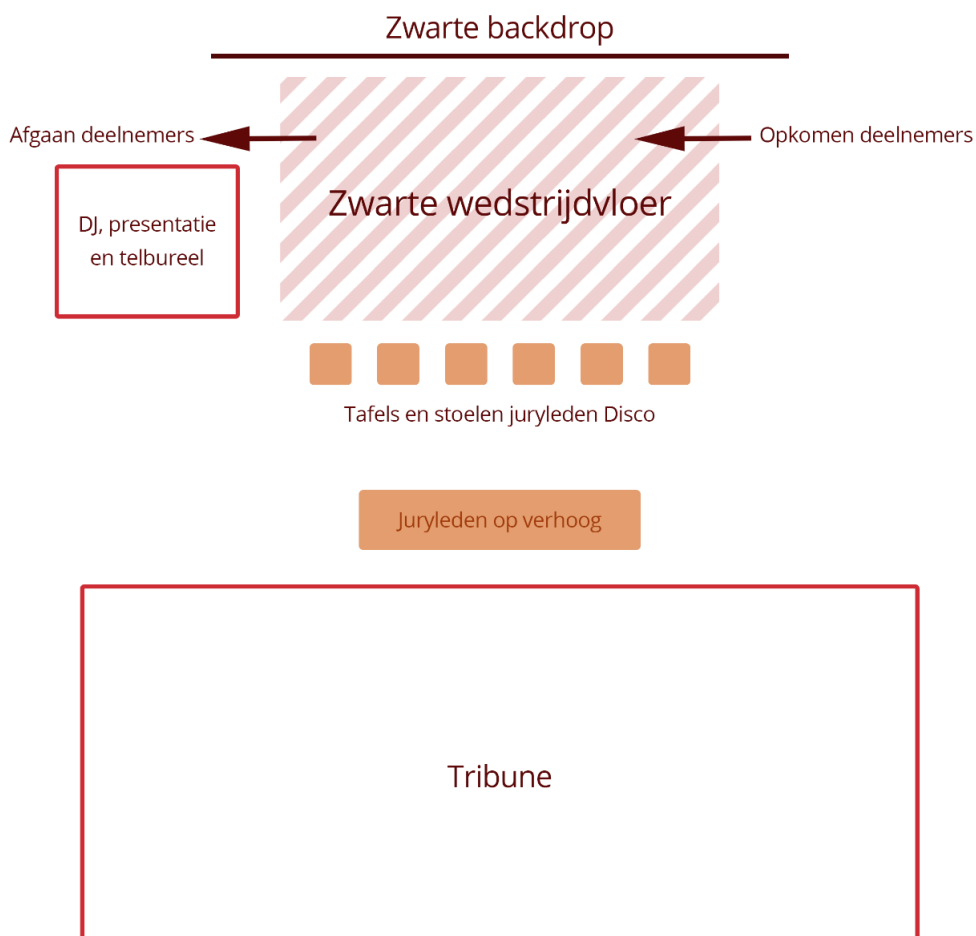 Zwarte backdrop
Afgaan deelnemers
Opkomen deelnemers
DJ, presentatie
en telbureel
Zwarte wedstrijdvloer
Tafels en stoelen juryleden Disco
Juryleden op verhoog
Tribune